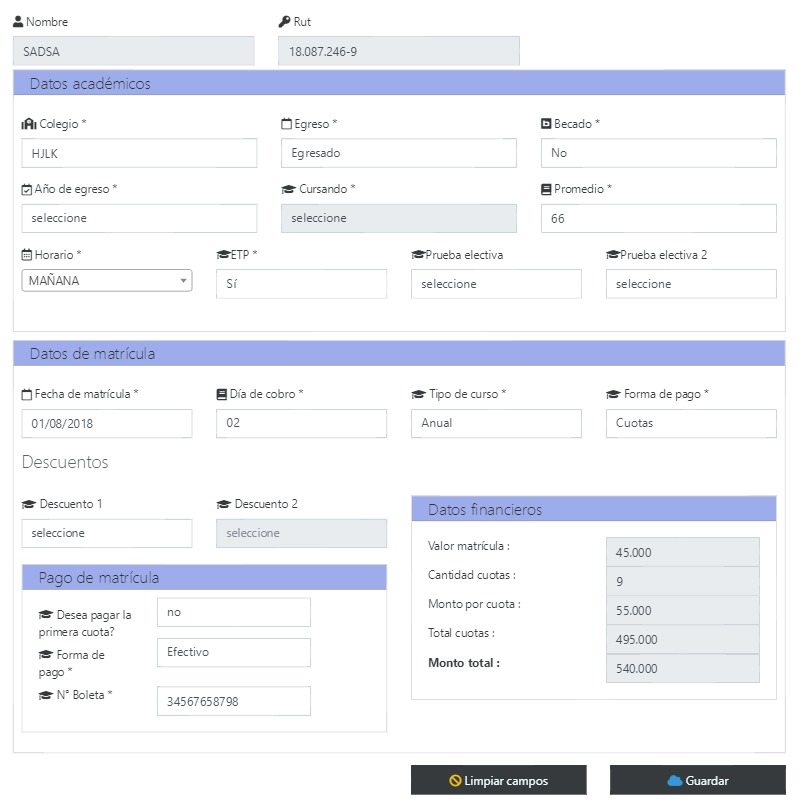 Nombre Rut
SADSA 18.087.246-9
Datos académicos
Colegio * Egreso * Becado *
HJLK Egresado No
Año de egreso * Cursando * Promedio *
seleccione seleccione 66
Horario * ETP * Prueba electiva Prueba electiva 2
MAÑANA Sí seleccione seleccione
Datos de matrícula
Fecha de matrícula * Día de cobro * Tipo de curso * Forma de pago *
01/08/2018 02 Anual Cuotas
Descuentos
Descuento 1 Descuento 2
seleccione seleccione
Pago de matrícula
Desea pagar la
primera cuota?
no
Forma de
pago *
Efectivo
N° Boleta *
34567658798
Datos financieros
Valor matrícula : 45.000
Cantidad cuotas : 9
Monto por cuota : 55.000
Total cuotas : 495.000
Monto total : 540.000
Limpiar campos Guardar